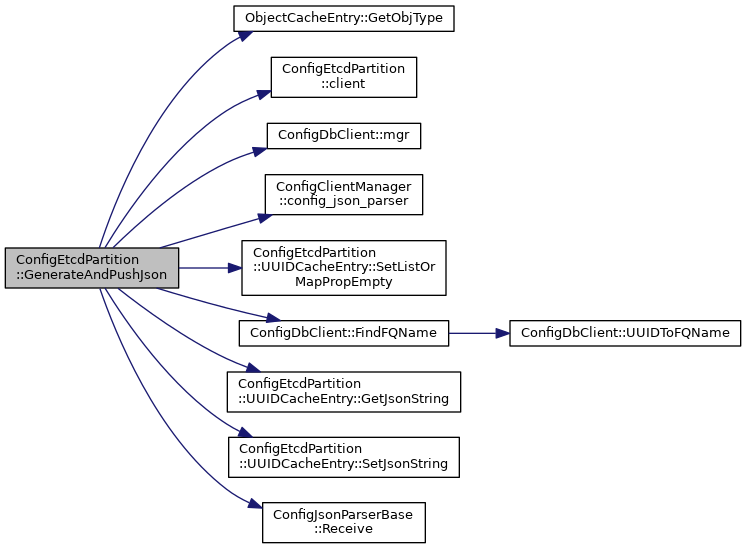 ObjectCacheEntry::GetObjType
ConfigEtcdPartition
::client
ConfigDbClient::mgr
ConfigClientManager
::config_json_parser
ConfigEtcdPartition
::GenerateAndPushJson
ConfigEtcdPartition
::UUIDCacheEntry::SetListOr
MapPropEmpty
ConfigDbClient::FindFQName
ConfigDbClient::UUIDToFQName
ConfigEtcdPartition
::UUIDCacheEntry::GetJsonString
ConfigEtcdPartition
::UUIDCacheEntry::SetJsonString
ConfigJsonParserBase
::Receive